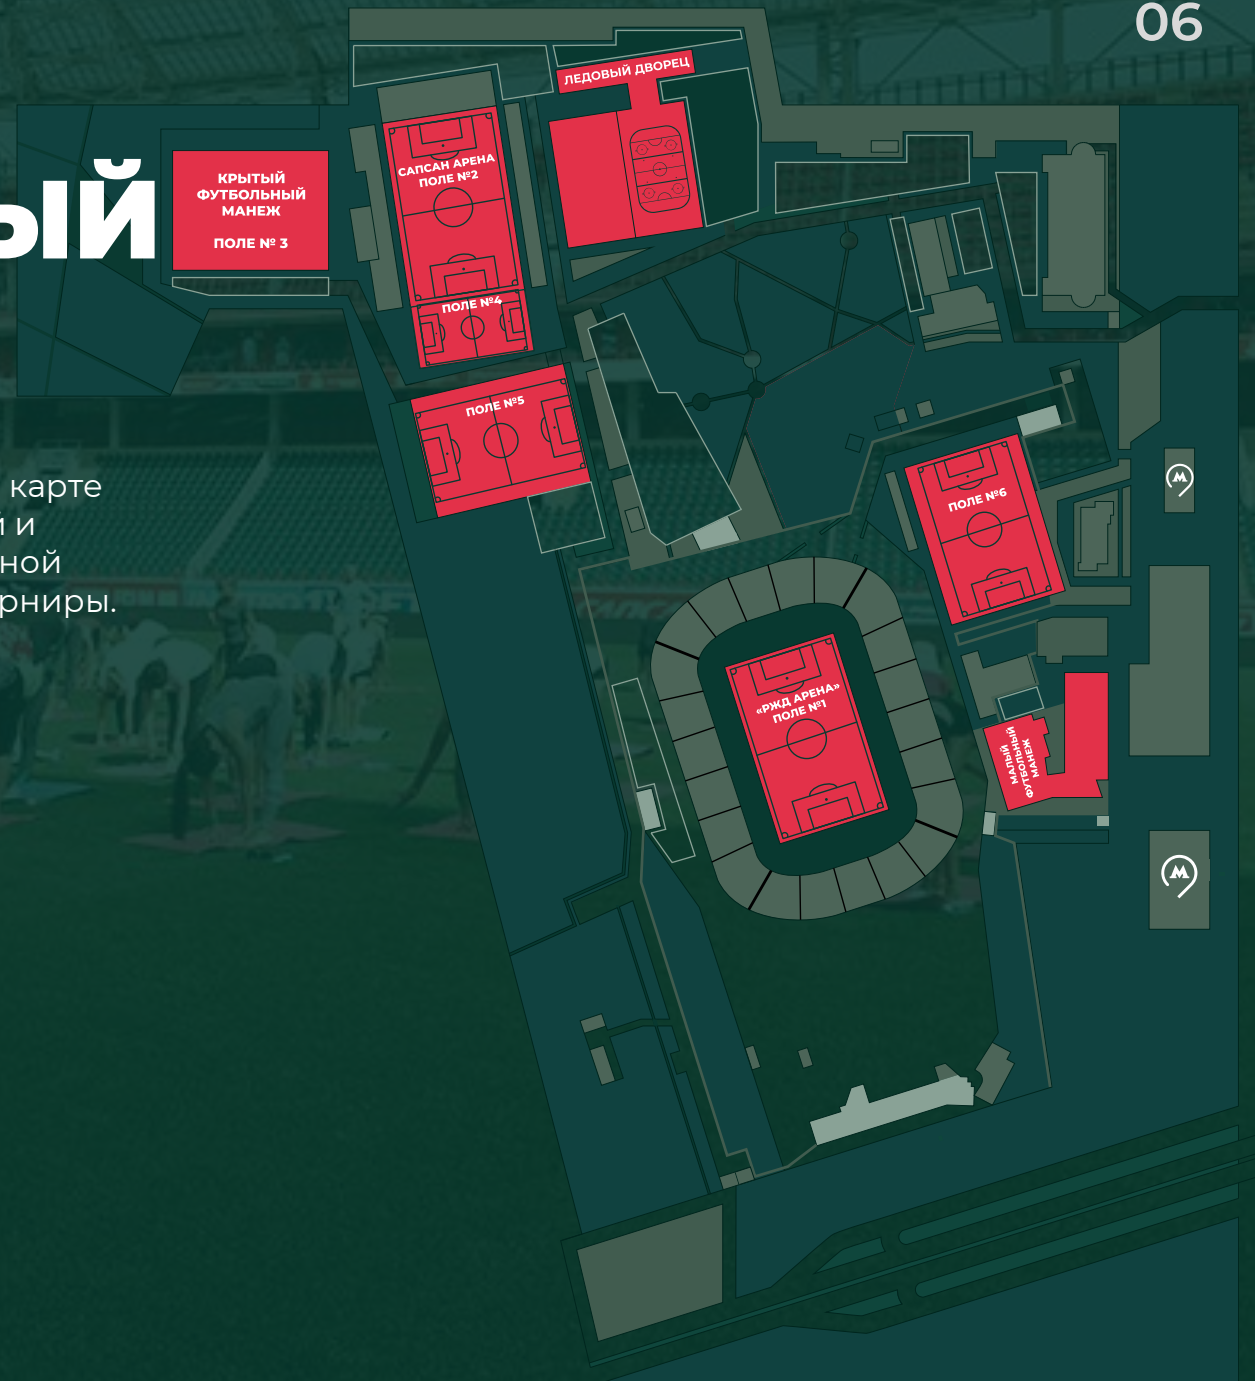 06
ЫЙ
карте
й и
ной
рниры.
ЛЕДОВЫЙ ДВОРЕЦ
КРЫТЫЙ
ФУТБОЛЬНЫЙ
МАНЕЖ
ПОЛЕ № 3
САПСАН АРЕНА
ПОЛЕ №2
ПОЛЕ №4
ПОЛЕ №5
ПОЛЕ №6
«РЖД АРЕНА»
ПОЛЕ №1
МАЛЫЙ
ФУТБОЛЬНЫЙ
МАНЕЖ
М
М